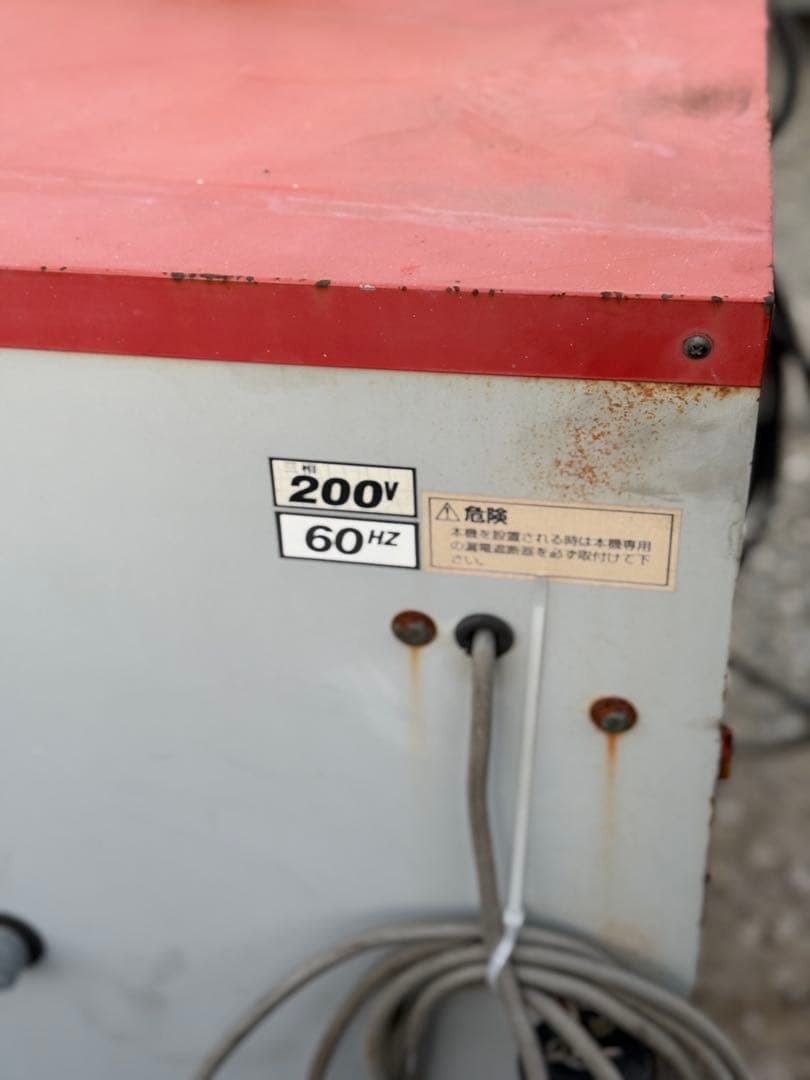 三相
200V
60HZ
⚠危険
本機を設置される時は本機専用
の漏電遮断器を必ず取付けて下
さい。